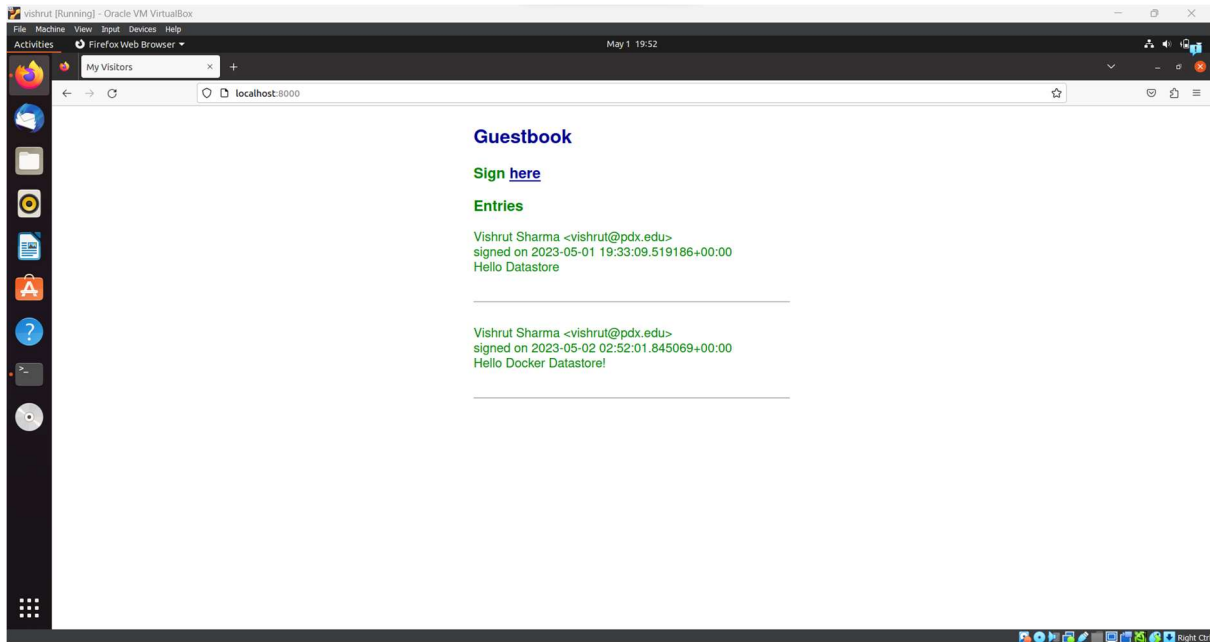 vishrut [Running] - Oracle VM VirtualBox
File Machine View Input Devices Help
Activities Firefox Web Browser May 1 19:52
My Visitors
localhost:8000
Guestbook
Sign here
Entries
Vishrut Sharma <vishrut@pdx.edu>
signed on 2023-05-01 19:33:09.519186+00:00
Hello Datastore
Vishrut Sharma <vishrut@pdx.edu>
signed on 2023-05-02 02:52:01.845069+00:00
Hello Docker Datastore!
Right Ctrl